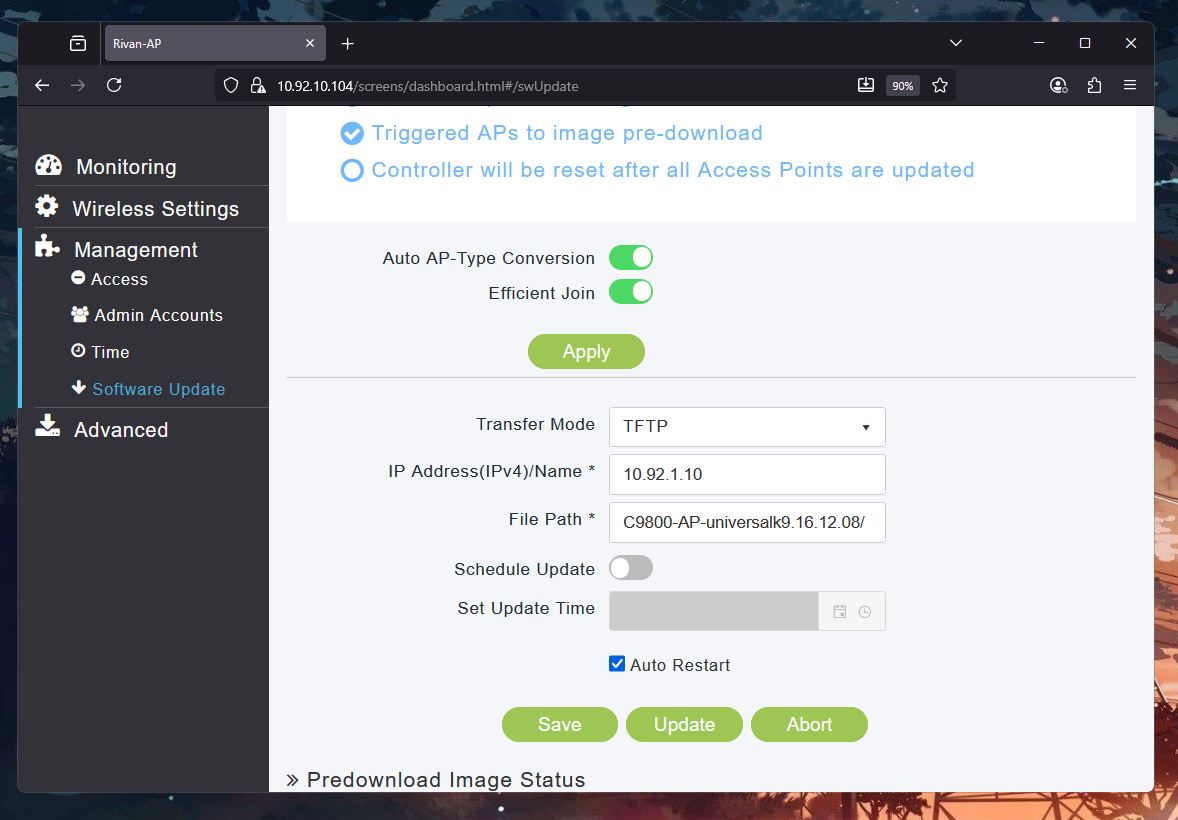 Rivan-AP
10.92.10.104/screens/dashboard.html#/swUpdate
90%
Triggered APs to image pre-download
Controller will be reset after all Access Points are updated
Monitoring
Wireless Settings
Management
Access
Admin Accounts
Time
Software Update
Advanced
Auto AP-Type Conversion
Efficient Join
Apply
Transfer Mode TFTP
IP Address(IPv4)/Name * 10.92.1.10
File Path * C9800-AP-universalk9.16.12.08/
Schedule Update
Set Update Time
Auto Restart
Save Update Abort
» Predownload Image Status